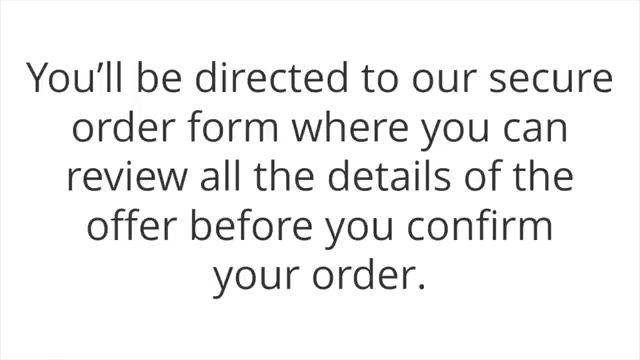 You’ll be directed to our secure
order form where you can
review all the details of the
offer before you confirm
your order.